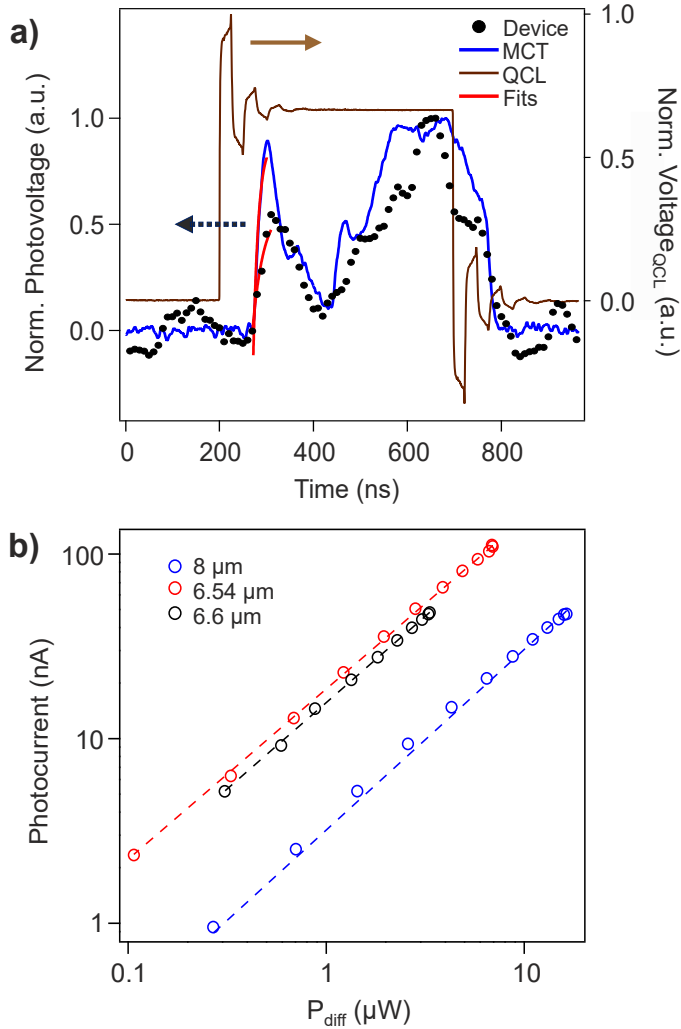 a)
Device
MCT
QCL
Fits
Norm. Photovoltage (a.u.)
1.0
0.5
0.0
1.0
0.5
0.0
Norm. Voltage_QCL (a.u.)
0
200
400
600
800
Time (ns)
b)
8 µm
6.54 µm
6.6 µm
Photocurrent (nA)
100
10
1
0.1
1
10
P_diff (µW)